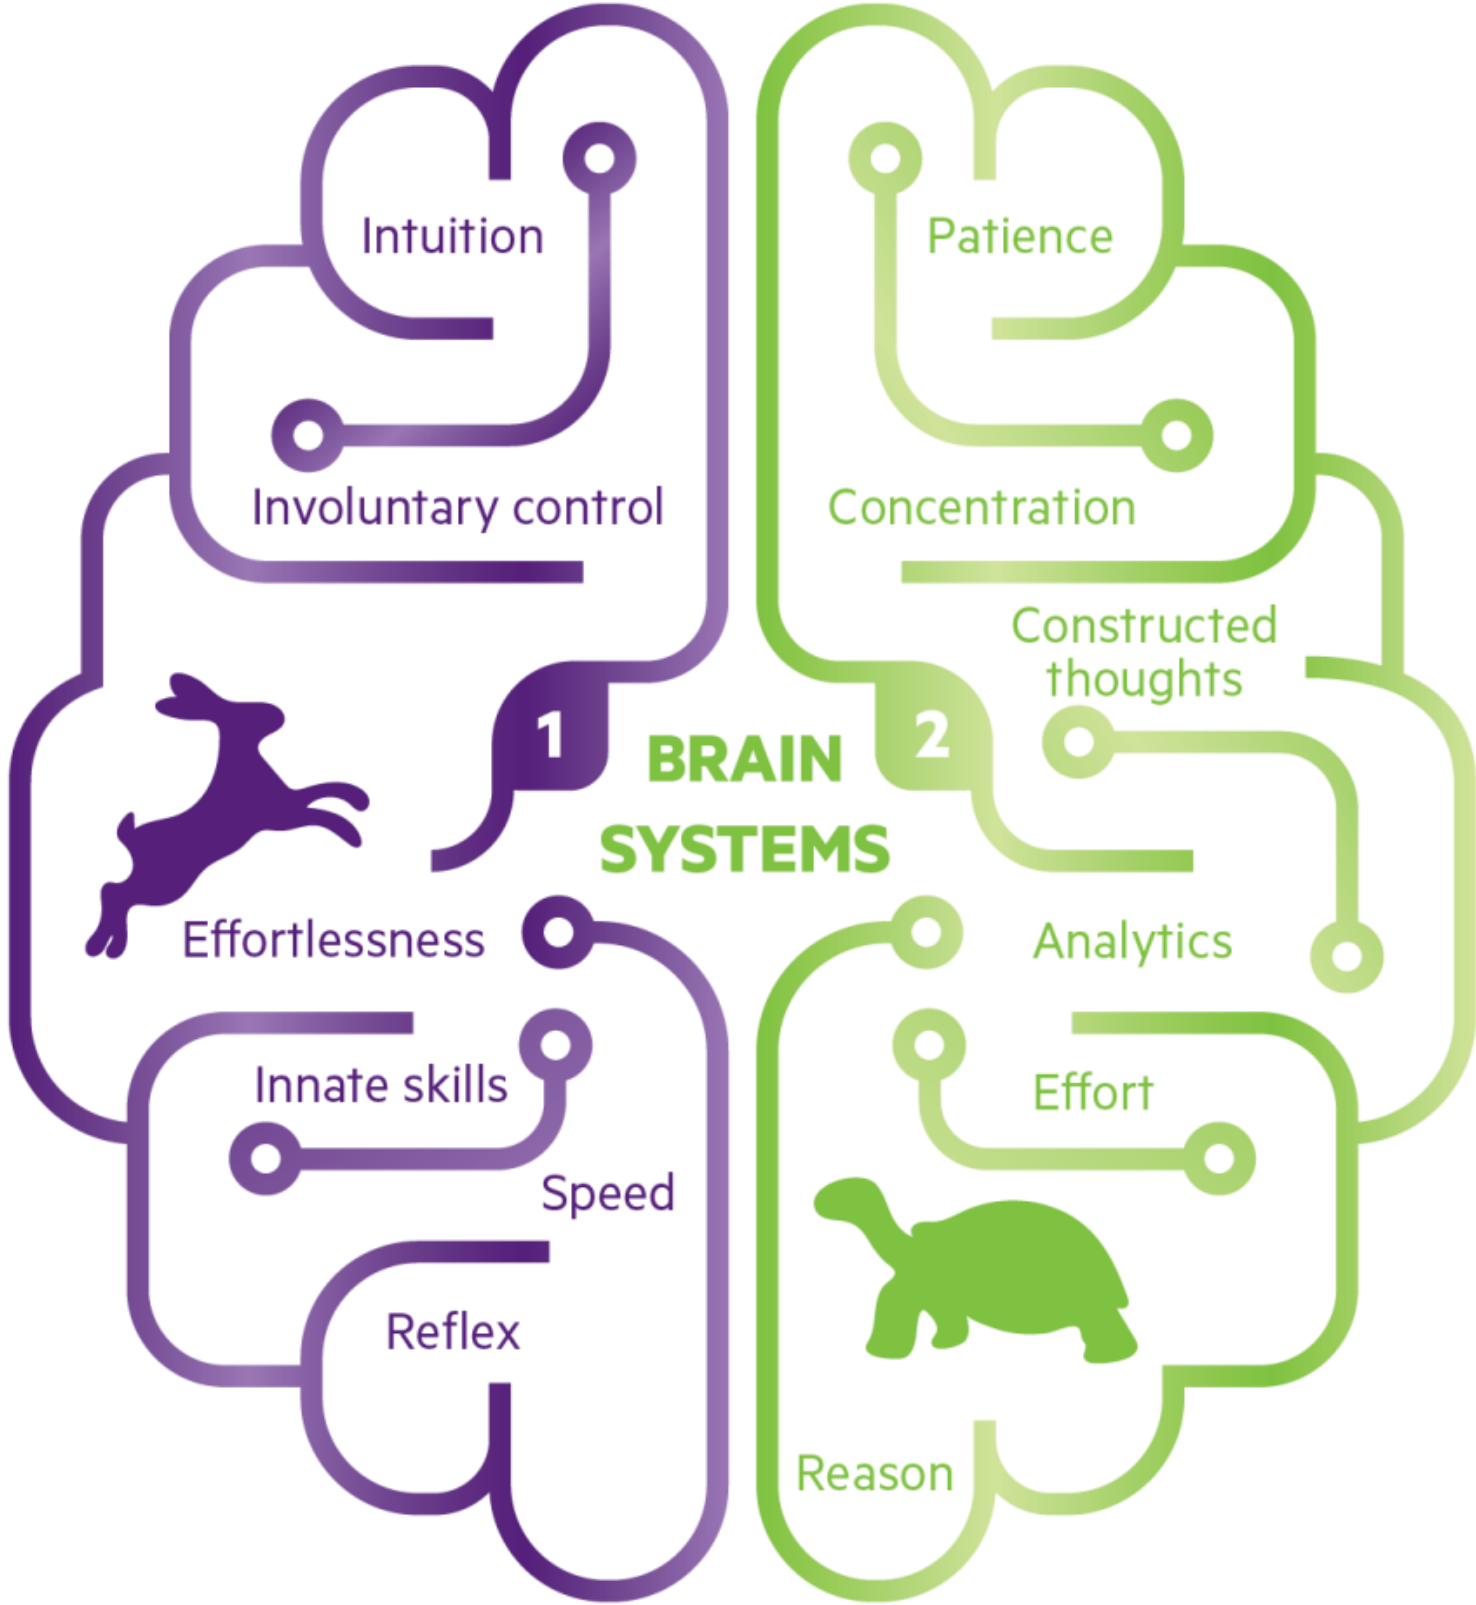 Intuition
Involuntary control
1
Effortlessness
Innate skills
Speed
Reflex
BRAIN
SYSTEMS
Patience
Concentration
Constructed
thoughts
2
Analytics
Effort
Reason